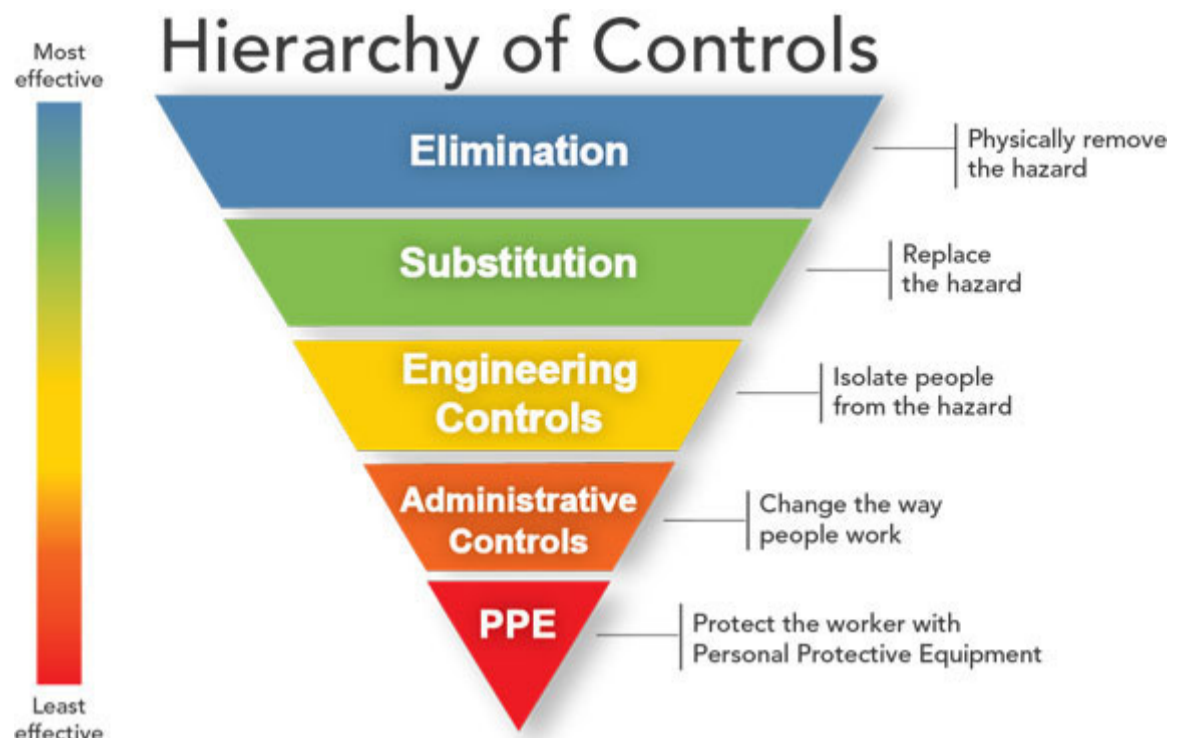 Hierarchy of Controls
Most
effective
Elimination
Physically remove
the hazard
Substitution
Replace
the hazard
Engineering
Controls
Isolate people
from the hazard
Administrative
Controls
Change the way
people work
PPE
Protect the worker with
Personal Protective Equipment
Least
effective